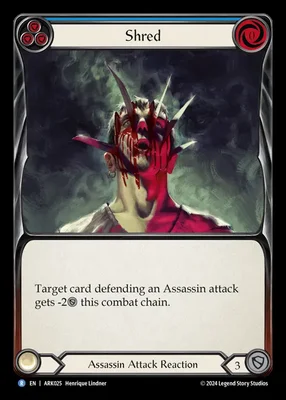 Shred
Target card defending an Assassin attack
gets -2 this combat chain.
Assassin Attack Reaction
3
R EN | ARK025 Henrique Lindner
© 2024 Legend Story Studios